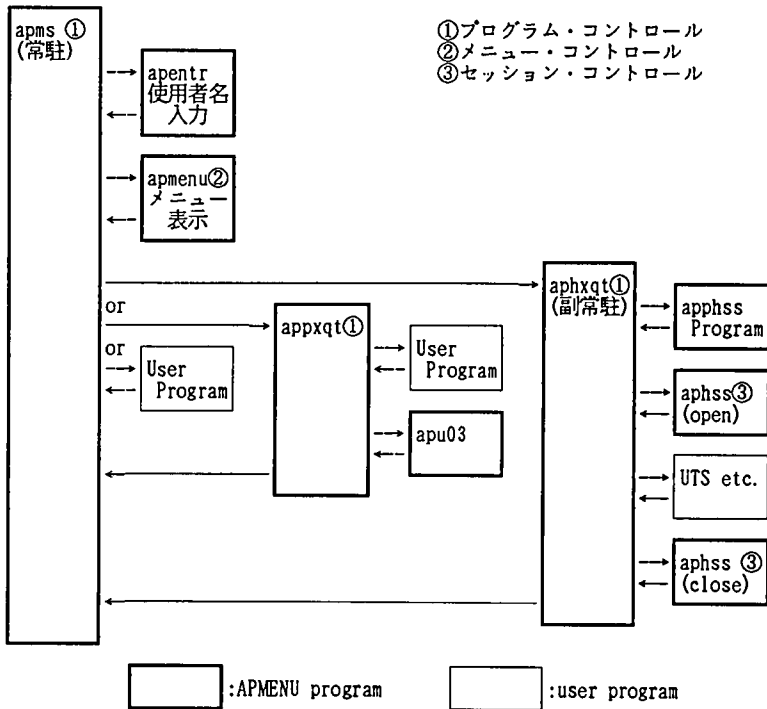 apms ①
(常駐)
①プログラム・コントロール
②メニュー・コントロール
③セッション・コントロール
apentr
使用者名
入力
apmenu②
メニュー
表示
or
or
User
Program
appxqt①
User
Program
apu03
aphxqt①
(副常駐)
apphss
Program
aphss③
(open)
UTS etc.
aphss ③
(close)
:APMENU program
:user program